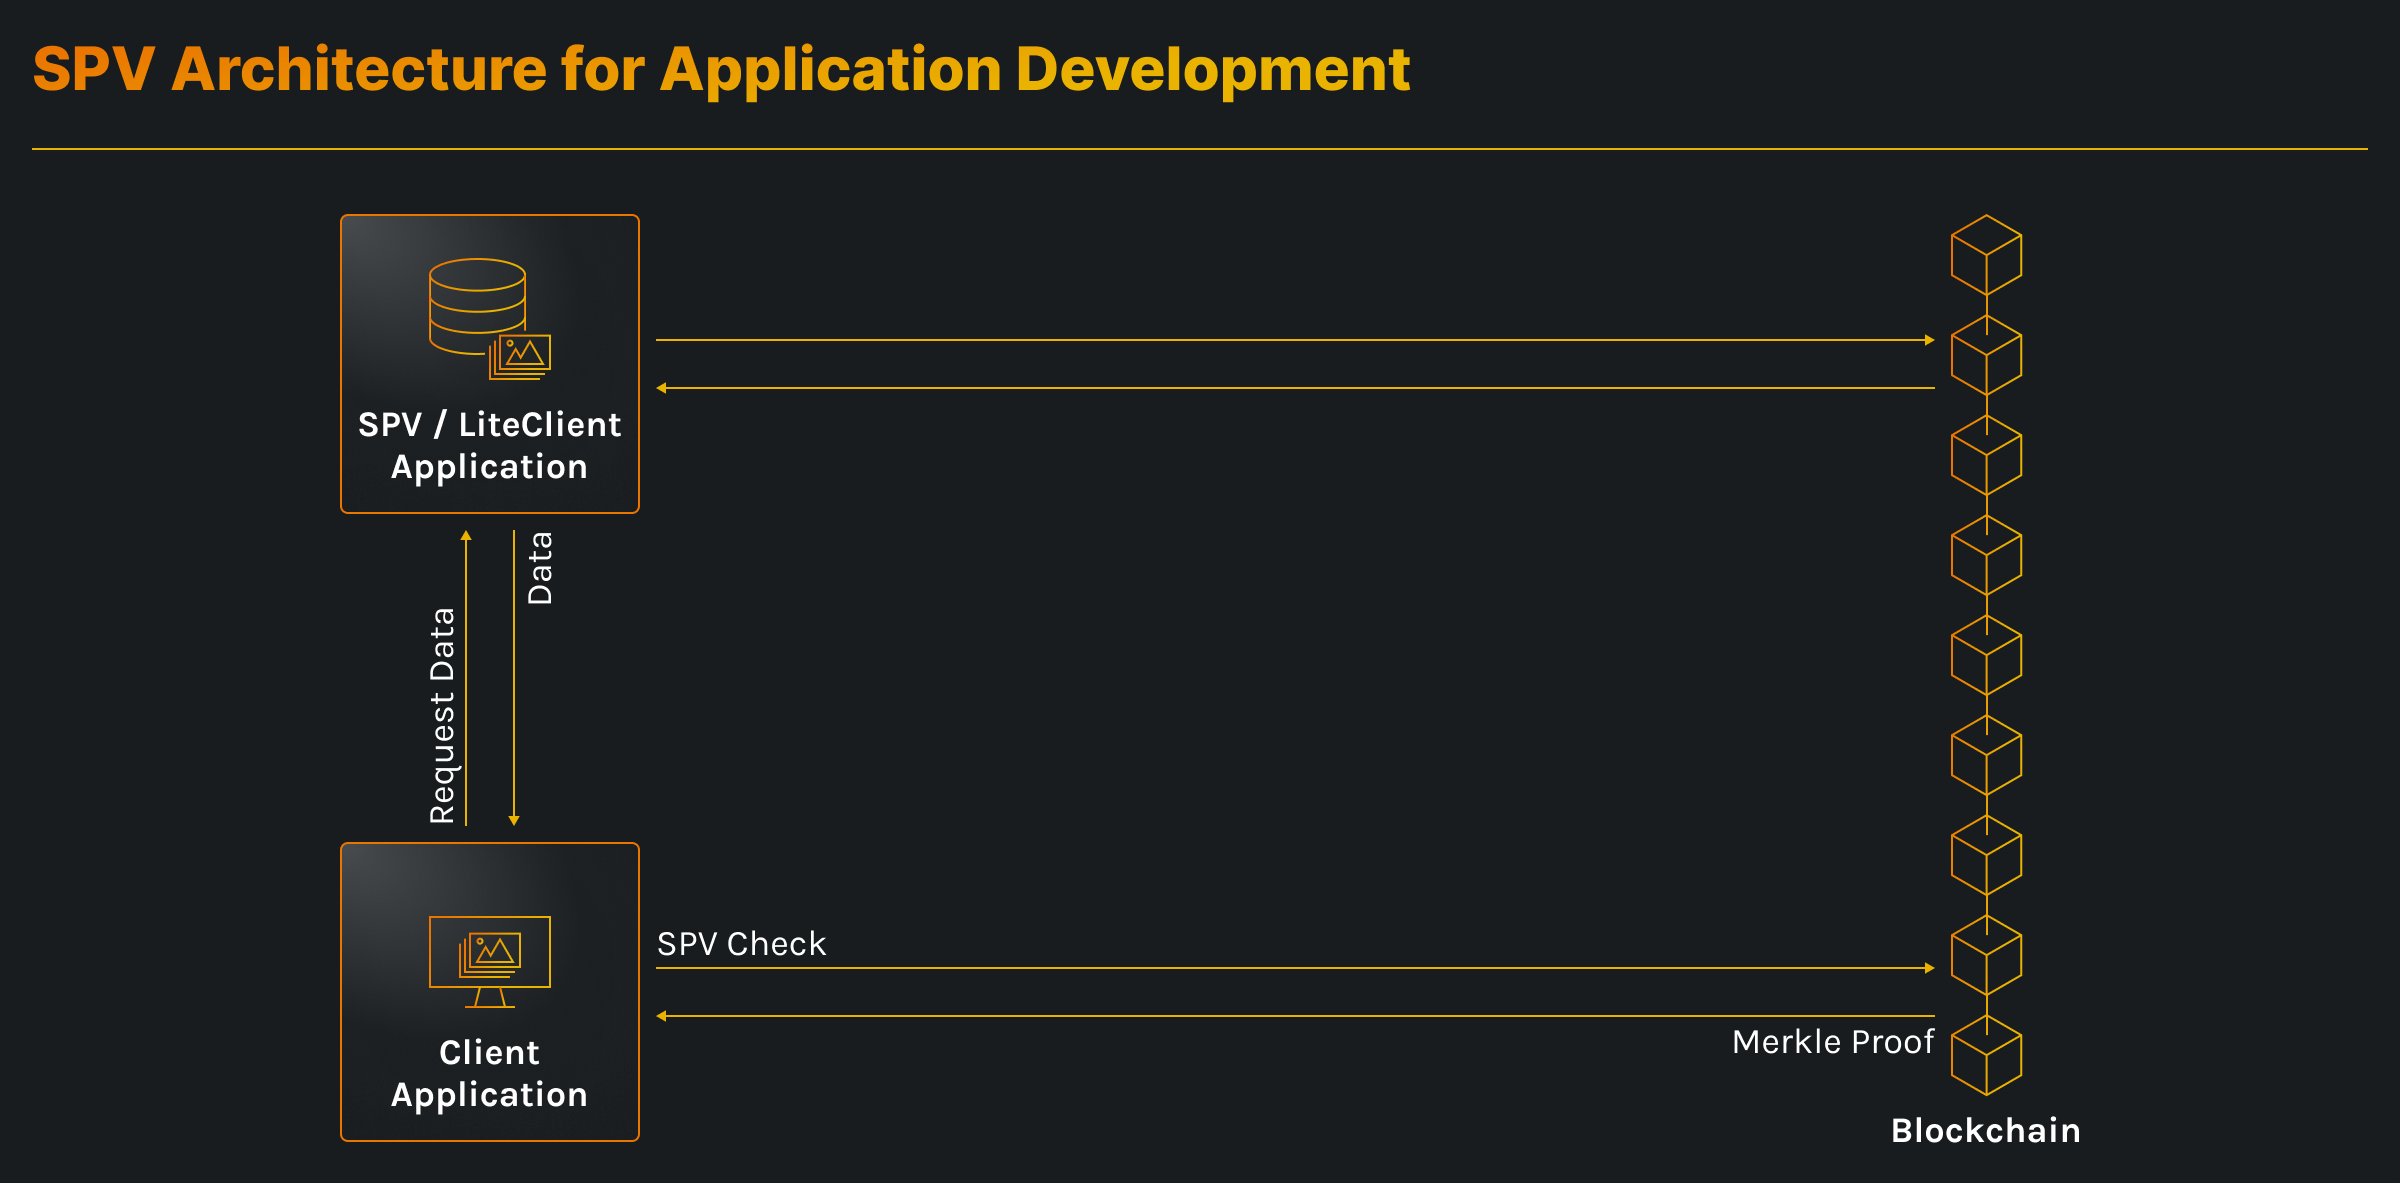 SPV Architecture for Application Development
SPV / LiteClient
Application
Request Data
Data
SPV Check
Merkle Proof
Client
Application
Blockchain